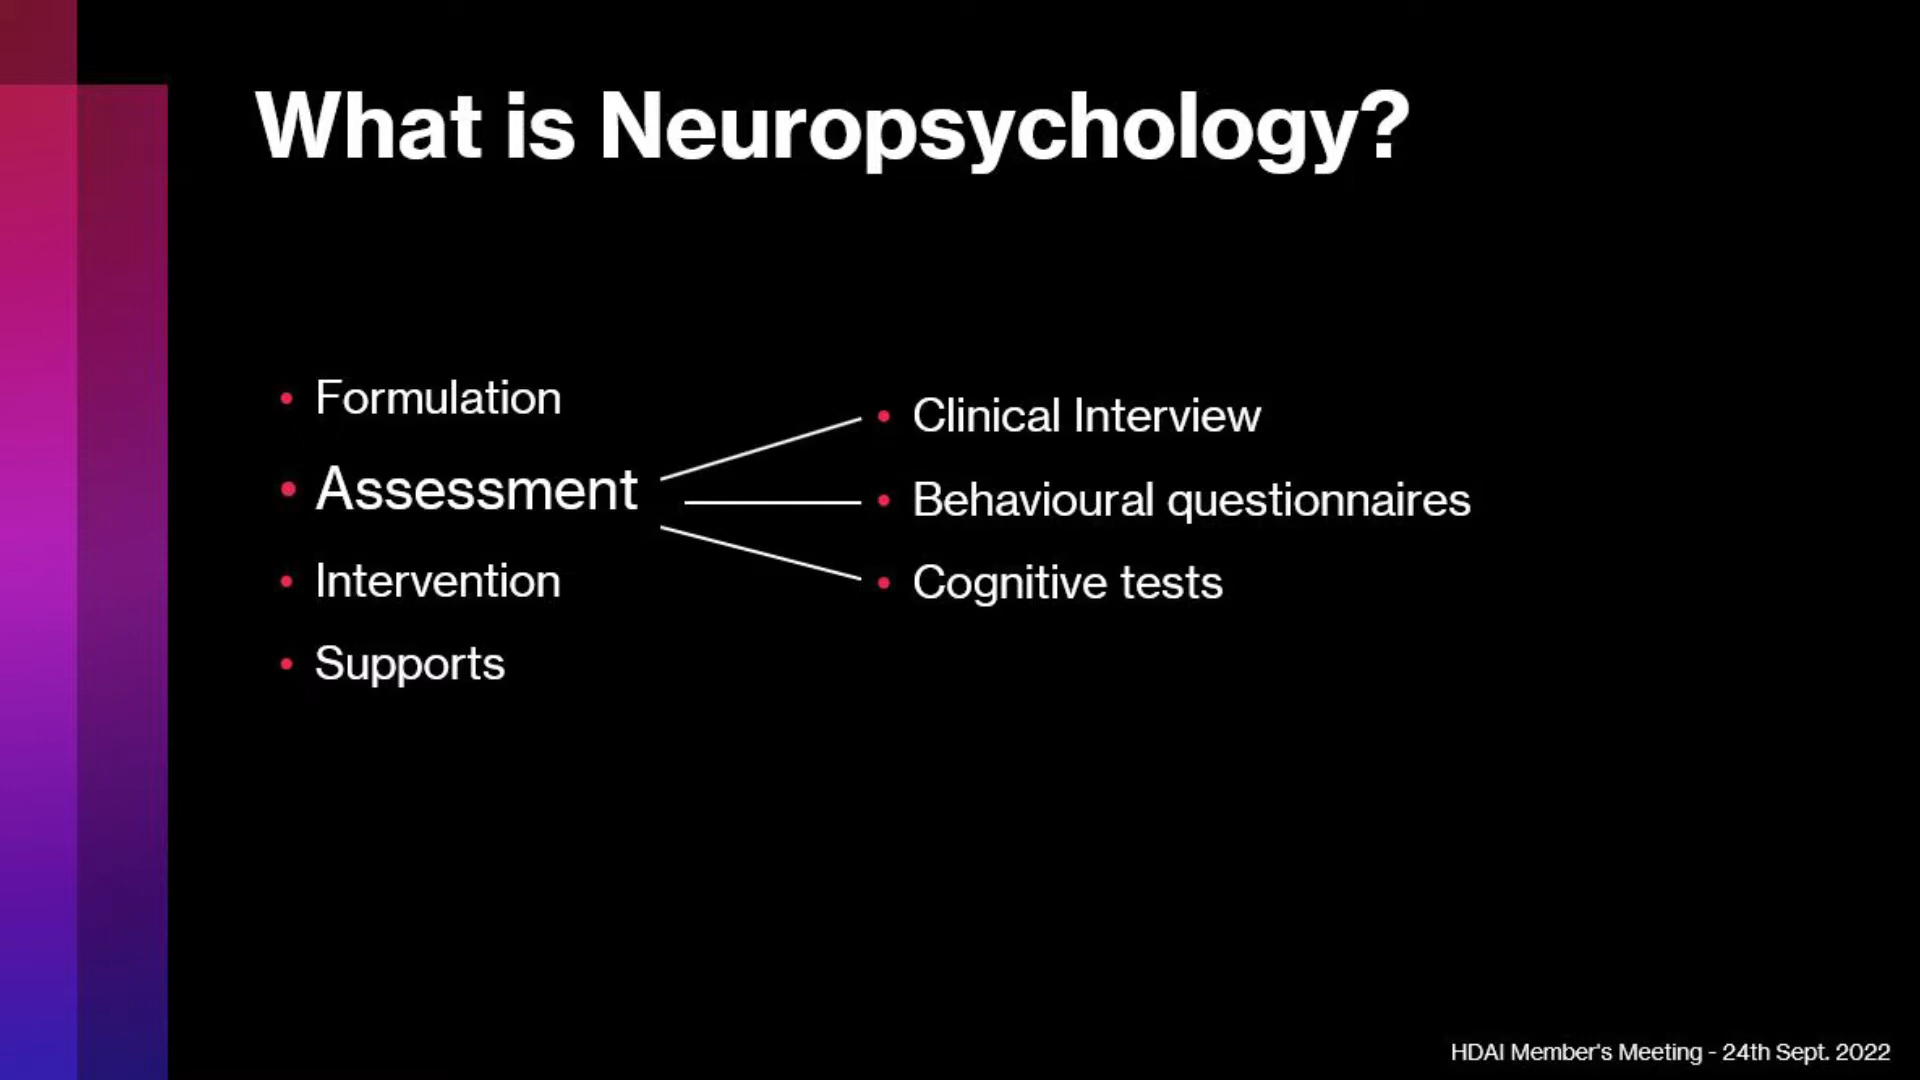 What is Neuropsychology?
Formulation
Assessment
Intervention
Supports
Clinical Interview
Behavioural questionnaires
Cognitive tests
HDAI Member's Meeting - 24th Sept. 2022